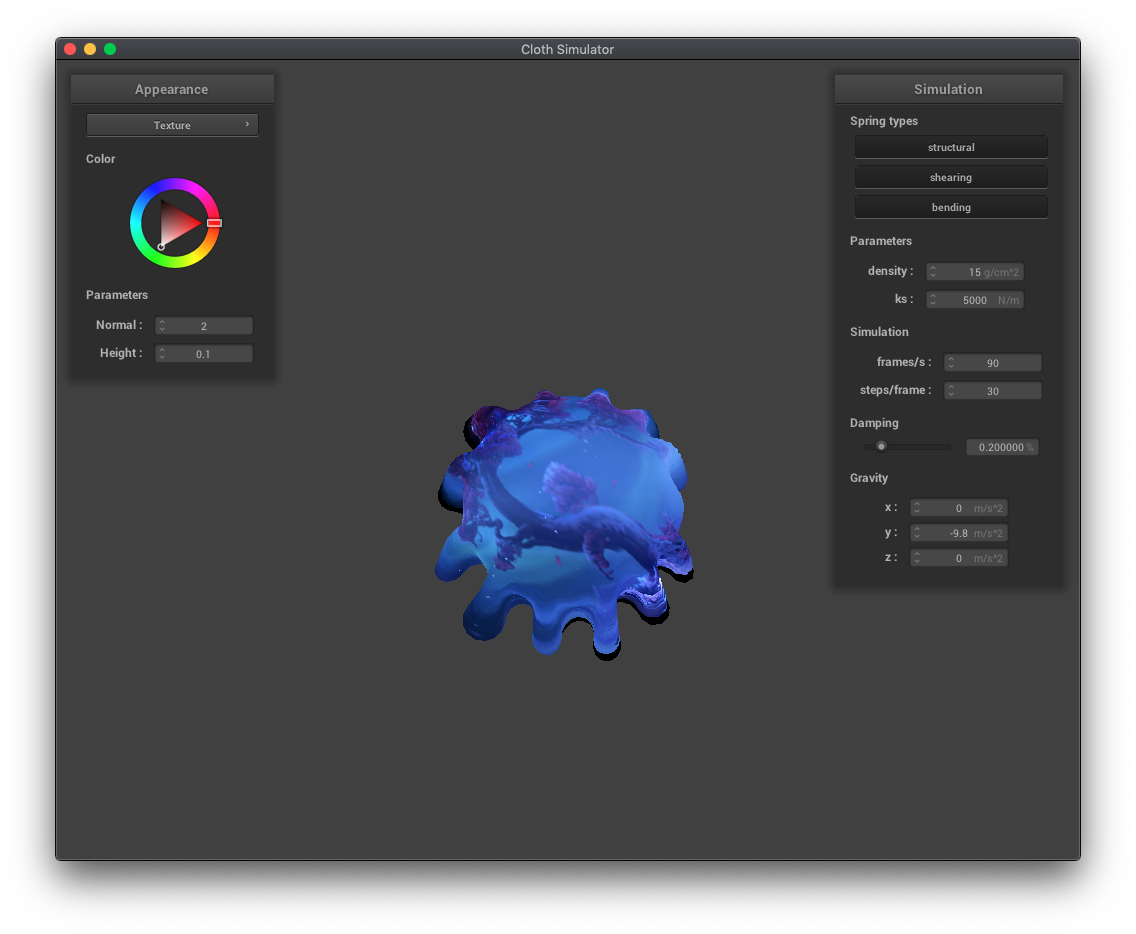 Cloth Simulator
Appearance
Texture ›
Color
Parameters
Normal : 2
Height : 0.1
Simulation
Spring types
structural
shearing
bending
Parameters
density : 15 g/cm^2
ks : 5000 N/m
Simulation
frames/s : 90
steps/frame : 30
Damping
0.200000 %
Gravity
x : 0 m/s^2
y : -9.8 m/s^2
z : 0 m/s^2